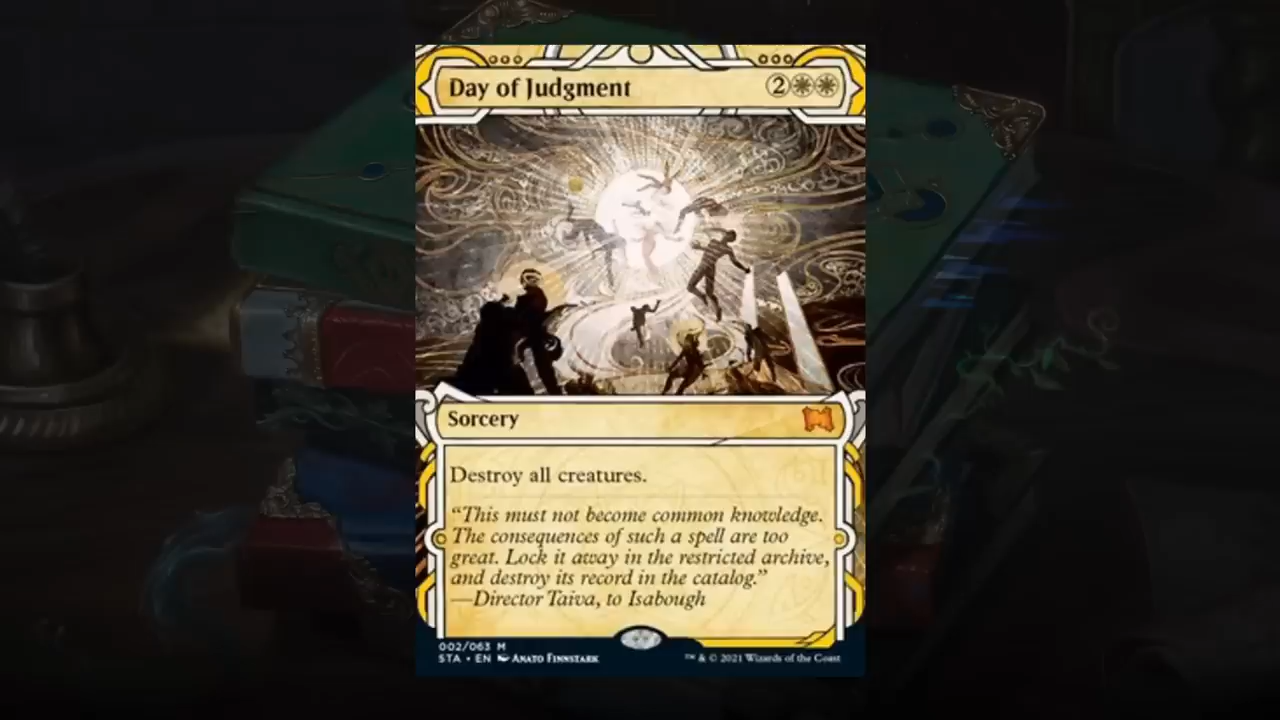 Day of Judgment 2
Sorcery
Destroy all creatures.
“This must not become common knowledge.
The consequences of such a spell are too
great. Lock it away in the restricted archive,
and destroy its record in the catalog.”
—Director Taiva, to Isabough
002/063 M
STA • EN ANATO FINNSTARK
™ & © 2021 Wizards of the Coast